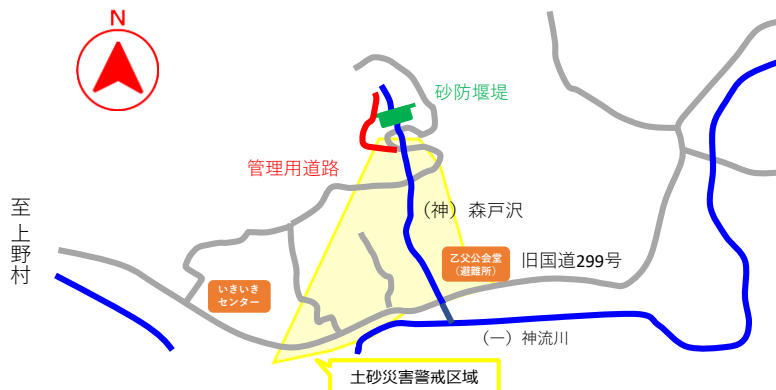 N
砂防堰堤
管理用道路
至上野村
（神）森戸沢
乙父公会堂
（避難所）
旧国道299号
いきいき
センター
（一）神流川
土砂災害警戒区域